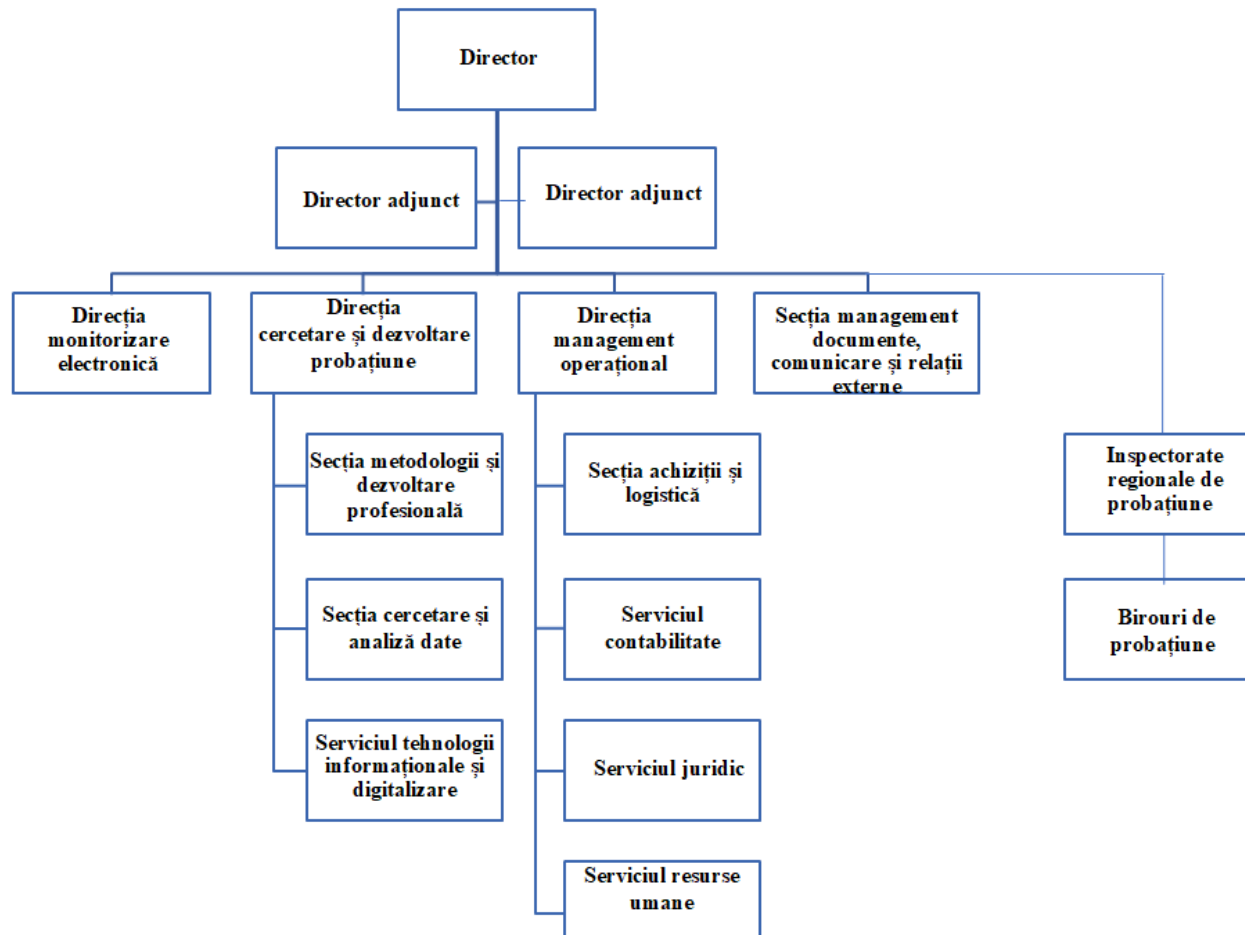 Director
Director adjunct
Director adjunct
Direcția
monitorizare
electronică
Direcția
cercetare și dezvoltare
probațiune
Direcția
management
operațional
Secția management
documente,
comunicare și relații
externe
Secția metodologii și
dezvoltare
profesională
Secția achiziții și
logistică
Inspectorate
regionale de
probațiune
Secția cercetare și
analiză date
Serviciul
contabilitate
Birouri de
probațiune
Serviciul tehnologii
informaționale și
digitalizare
Serviciul juridic
Serviciul resurse
umane